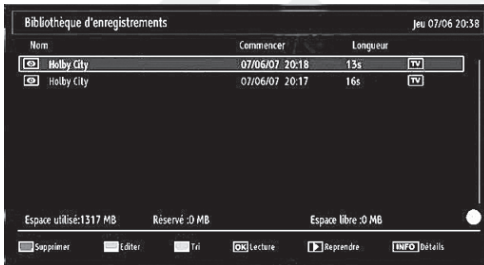 Bibliothèque d'enregistrements Jeu 07/06 20:38
Nom Commencer Longueur
Holby City 07/06/07 20:18 13s TV
Holby City 07/06/07 20:17 16s TV
Espace utilisé:1317 MB Réservé :0 MB Espace libre :0 MB
Supprimer Editer Tri OK Lecture Reprendre INFO Détails